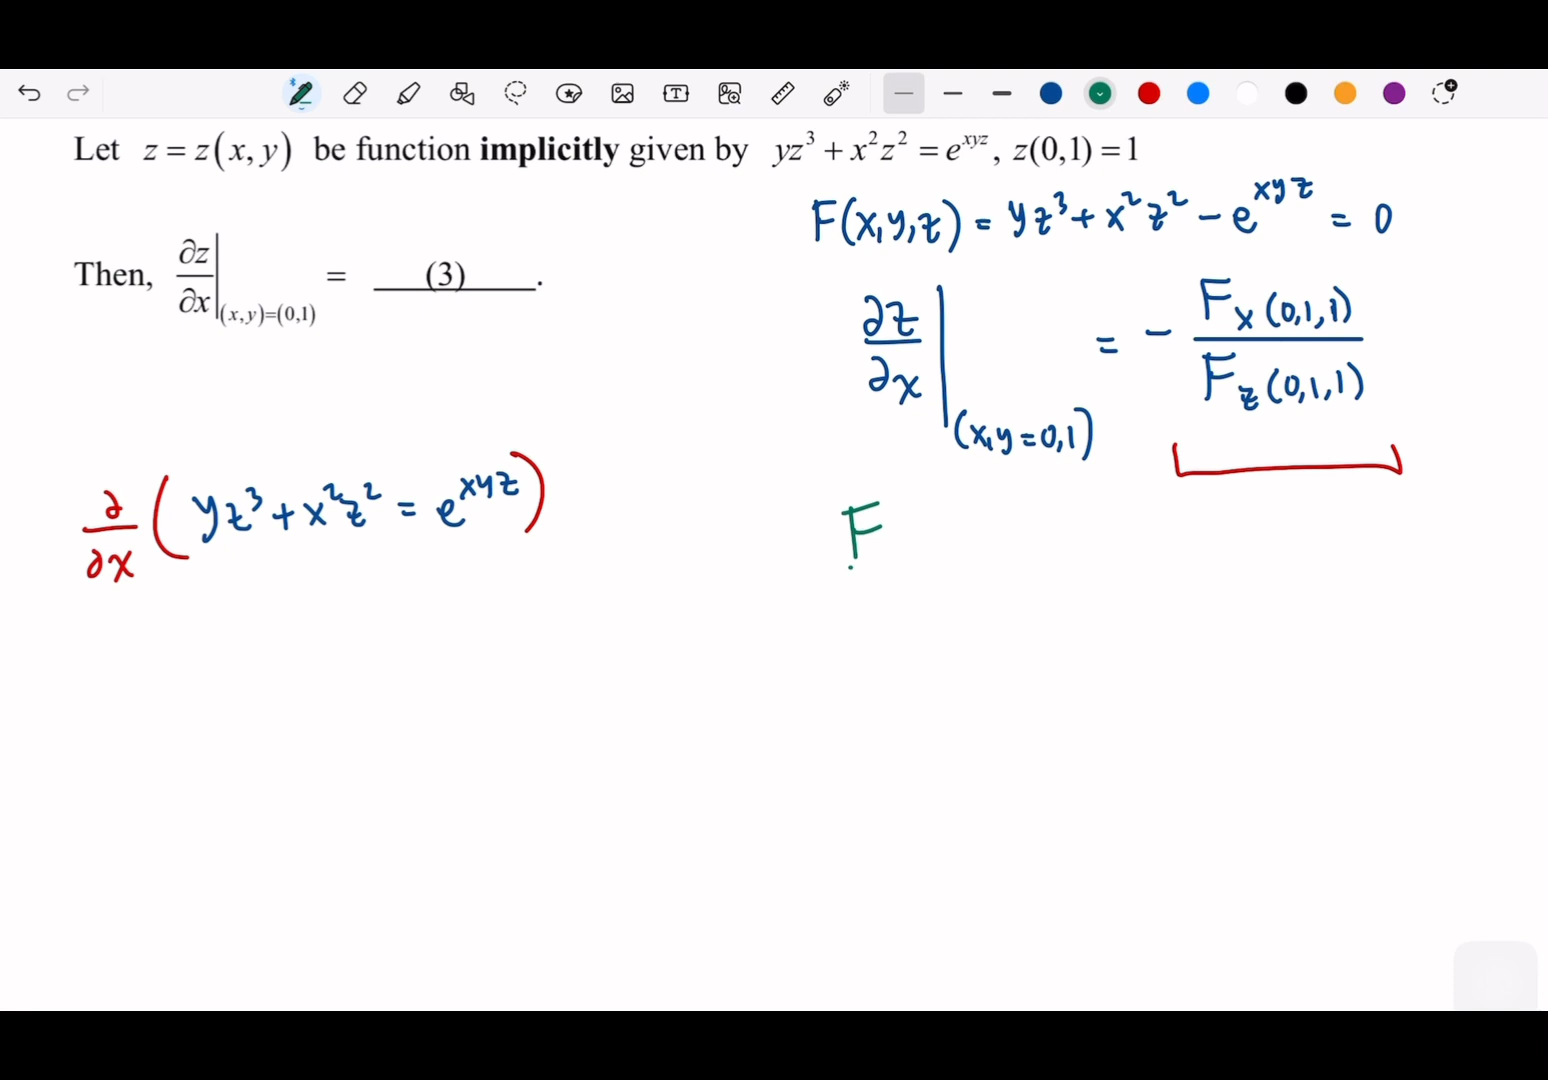 Let z = z(x, y) be function implicitly given by yz³ + x²z² = e^{xyz}, z(0,1) = 1
F(x,y,z) = yz³ + x²z² − e^{xyz} = 0
Then, ∂z/∂x |_{(x,y)=(0,1)} = (3) .
∂z/∂x |_{(x,y=0,1)} = − F_x(0,1,1) / F_z(0,1,1)
∂/∂x ( yz³ + x²z² = e^{xyz} )
F